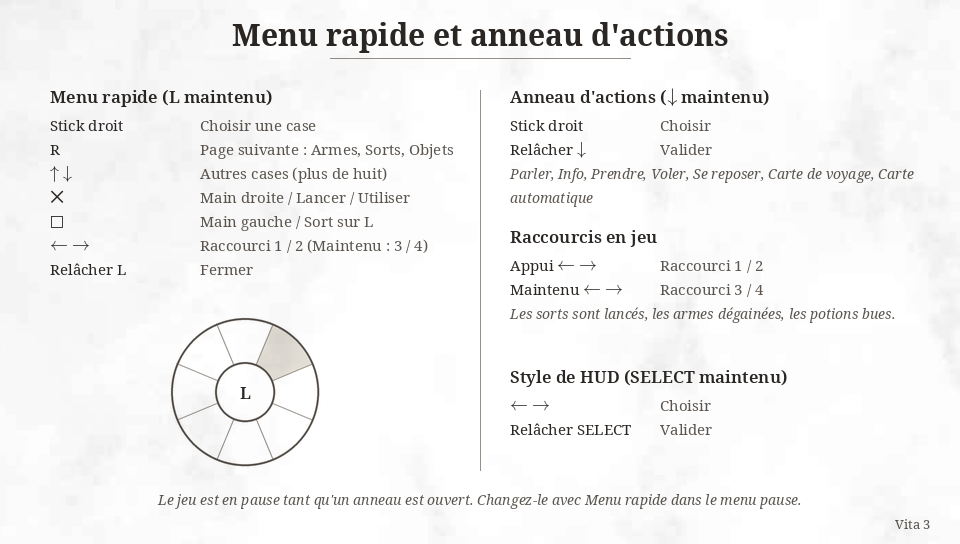 Menu rapide et anneau d'actions
Menu rapide (L maintenu)
Stick droit Choisir une case
R Page suivante : Armes, Sorts, Objets
↑ ↓ Autres cases (plus de huit)
✕ Main droite / Lancer / Utiliser
□ Main gauche / Sort sur L
← → Raccourci 1 / 2 (Maintenu : 3 / 4)
Relâcher L Fermer
L
Anneau d'actions (↓ maintenu)
Stick droit Choisir
Relâcher ↓ Valider
Parler, Info, Prendre, Voler, Se reposer, Carte de voyage, Carte
automatique
Raccourcis en jeu
Appui ← → Raccourci 1 / 2
Maintenu ← → Raccourci 3 / 4
Les sorts sont lancés, les armes dégainées, les potions bues.
Style de HUD (SELECT maintenu)
← → Choisir
Relâcher SELECT Valider
Le jeu est en pause tant qu'un anneau est ouvert. Changez-le avec Menu rapide dans le menu pause.
Vita 3